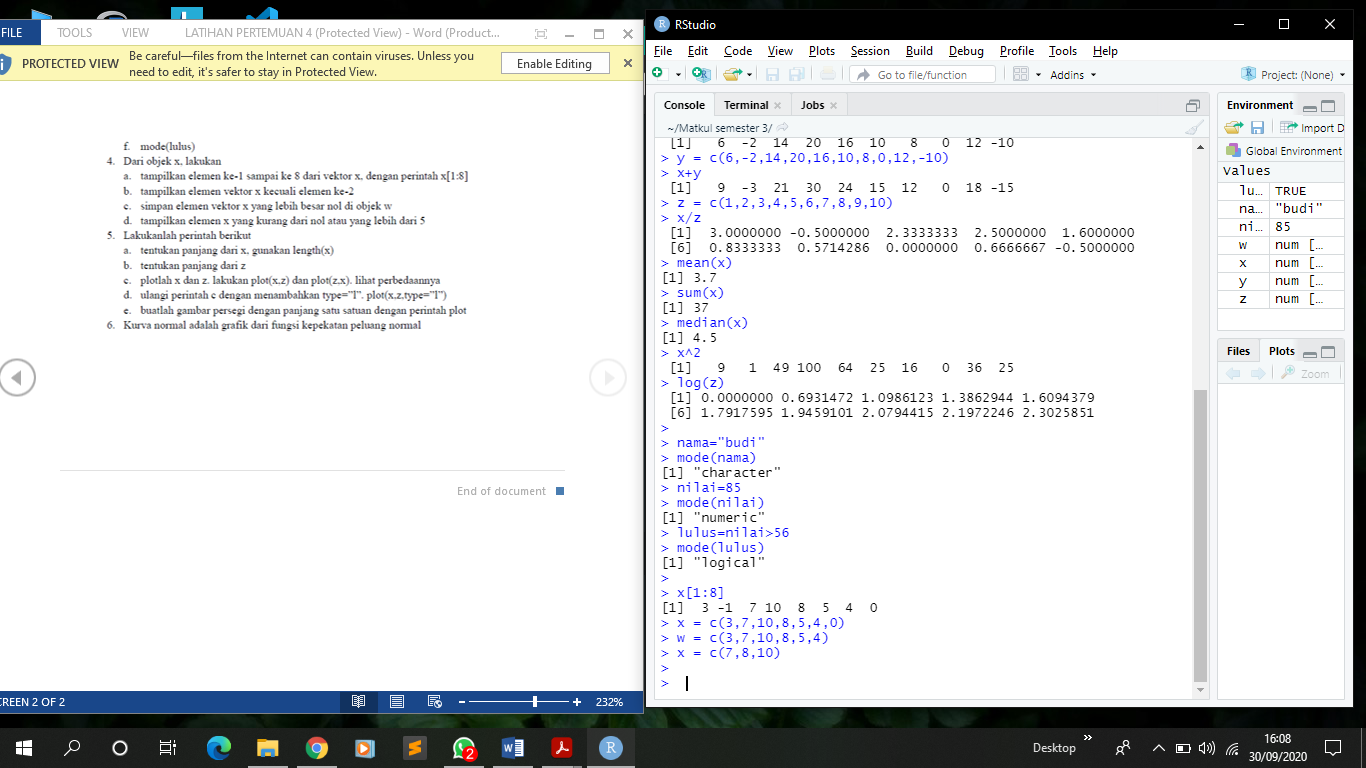 FILE TOOLS VIEW LATIHAN PERTEMUAN 4 (Protected View) - Word (Product...
PROTECTED VIEW Be careful—files from the Internet can contain viruses. Unless you
need to edit, it's safer to stay in Protected View.
Enable Editing
f. mode(lulus)
4. Dari objek x, lakukan
a. tampilkan elemen ke-1 sampai ke 8 dari vektor x, dengan perintah x[1:8]
b. tampilkan elemen vektor x kecuali elemen ke-2
c. simpan elemen vektor x yang lebih besar nol di objek w
d. tampilkan elemen x yang kurang dari nol atau yang lebih dari 5
5. Lakukanlah perintah berikut
a. tentukan panjang dari x, gunakan length(x)
b. tentukan panjang dari z
c. plotlah x dan z. lakukan plot(x,z) dan plot(z,x). lihat perbedaannya
d. ulangi perintah c dengan menambahkan type="l". plot(x,z,type="l")
e. buatlah gambar persegi dengan panjang satu satuan dengan perintah plot
6. Kurva normal adalah grafik dari fungsi kepekatan peluang normal
End of document
CREEN 2 OF 2
232%
RStudio
File Edit Code View Plots Session Build Debug Profile Tools Help
Go to file/function
Addins
Project: (None)
Console Terminal Jobs
~/Matkul semester 3/
[1] 6 -2 14 20 16 10 8 0 12 -10
> y = c(6,-2,14,20,16,10,8,0,12,-10)
> x+y
[1] 9 -3 21 30 24 15 12 0 18 -15
> z = c(1,2,3,4,5,6,7,8,9,10)
> x/z
[1] 3.0000000 -0.5000000 2.3333333 2.5000000 1.6000000
[6] 0.8333333 0.5714286 0.0000000 0.6666667 -0.5000000
> mean(x)
[1] 3.7
> sum(x)
[1] 37
> median(x)
[1] 4.5
> x^2
[1] 9 1 49 100 64 25 16 0 36 25
> log(z)
[1] 0.0000000 0.6931472 1.0986123 1.3862944 1.6094379
[6] 1.7917595 1.9459101 2.0794415 2.1972246 2.3025851
>
> nama="budi"
> mode(nama)
[1] "character"
> nilai=85
> mode(nilai)
[1] "numeric"
> lulus=nilai>56
> mode(lulus)
[1] "logical"
>
> x[1:8]
[1] 3 -1 7 10 8 5 4 0
> x = c(3,7,10,8,5,4,0)
> w = c(3,7,10,8,5,4)
> x = c(7,8,10)
>
>
Environment
Import D
Global Environment
Values
lu… TRUE
na… "budi"
ni… 85
w num […
x num […
y num […
z num […
Files Plots
Zoom
2
Desktop
16:08
30/09/2020